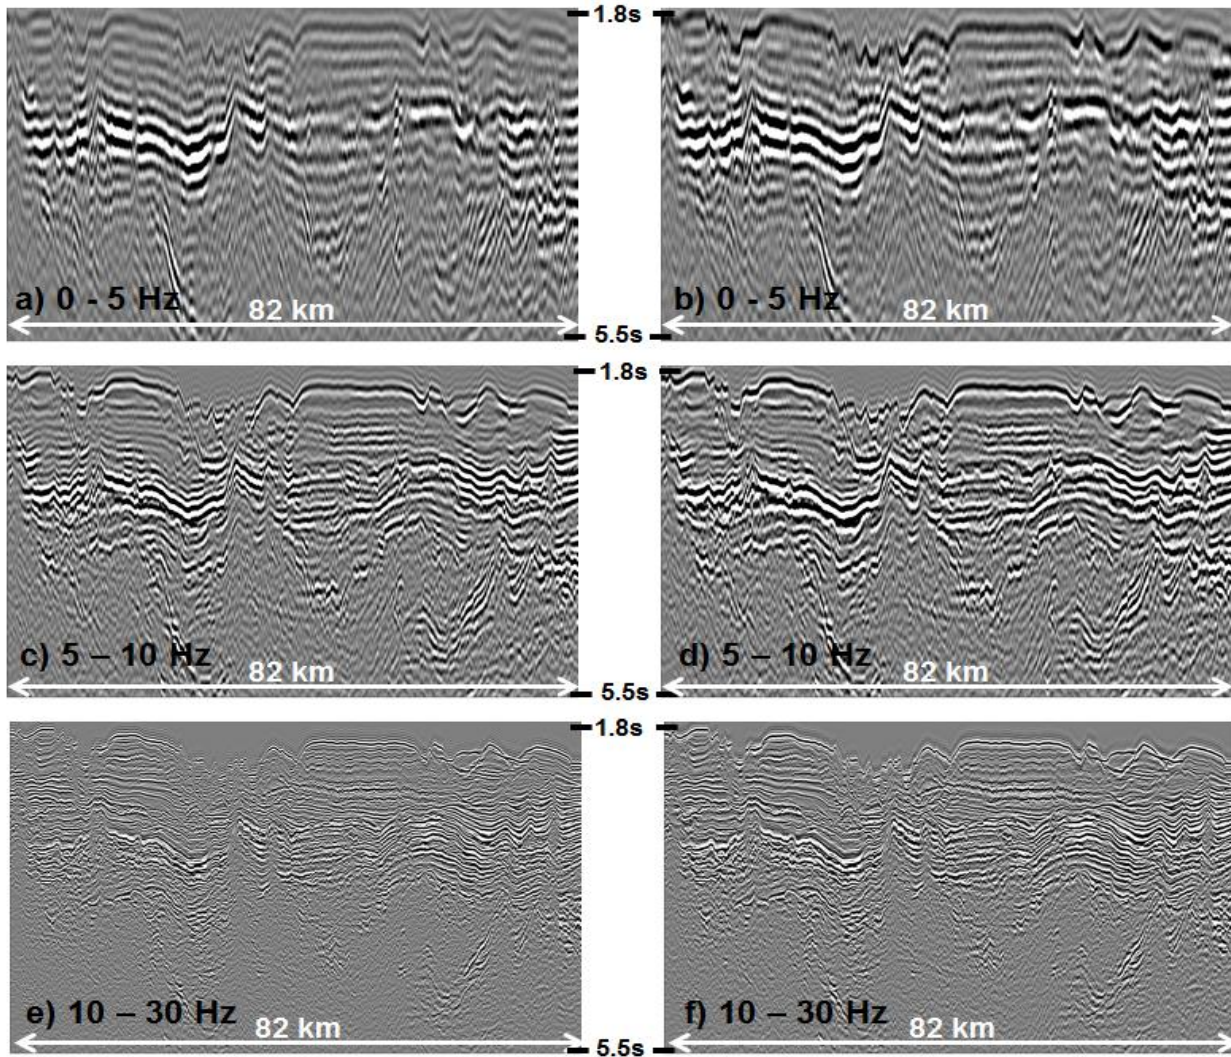 1.8s
a) 0 - 5 Hz
82 km
b) 0 - 5 Hz
82 km
5.5s
1.8s
c) 5 – 10 Hz
82 km
d) 5 – 10 Hz
82 km
5.5s
1.8s
e) 10 – 30 Hz
82 km
f) 10 – 30 Hz
82 km
5.5s